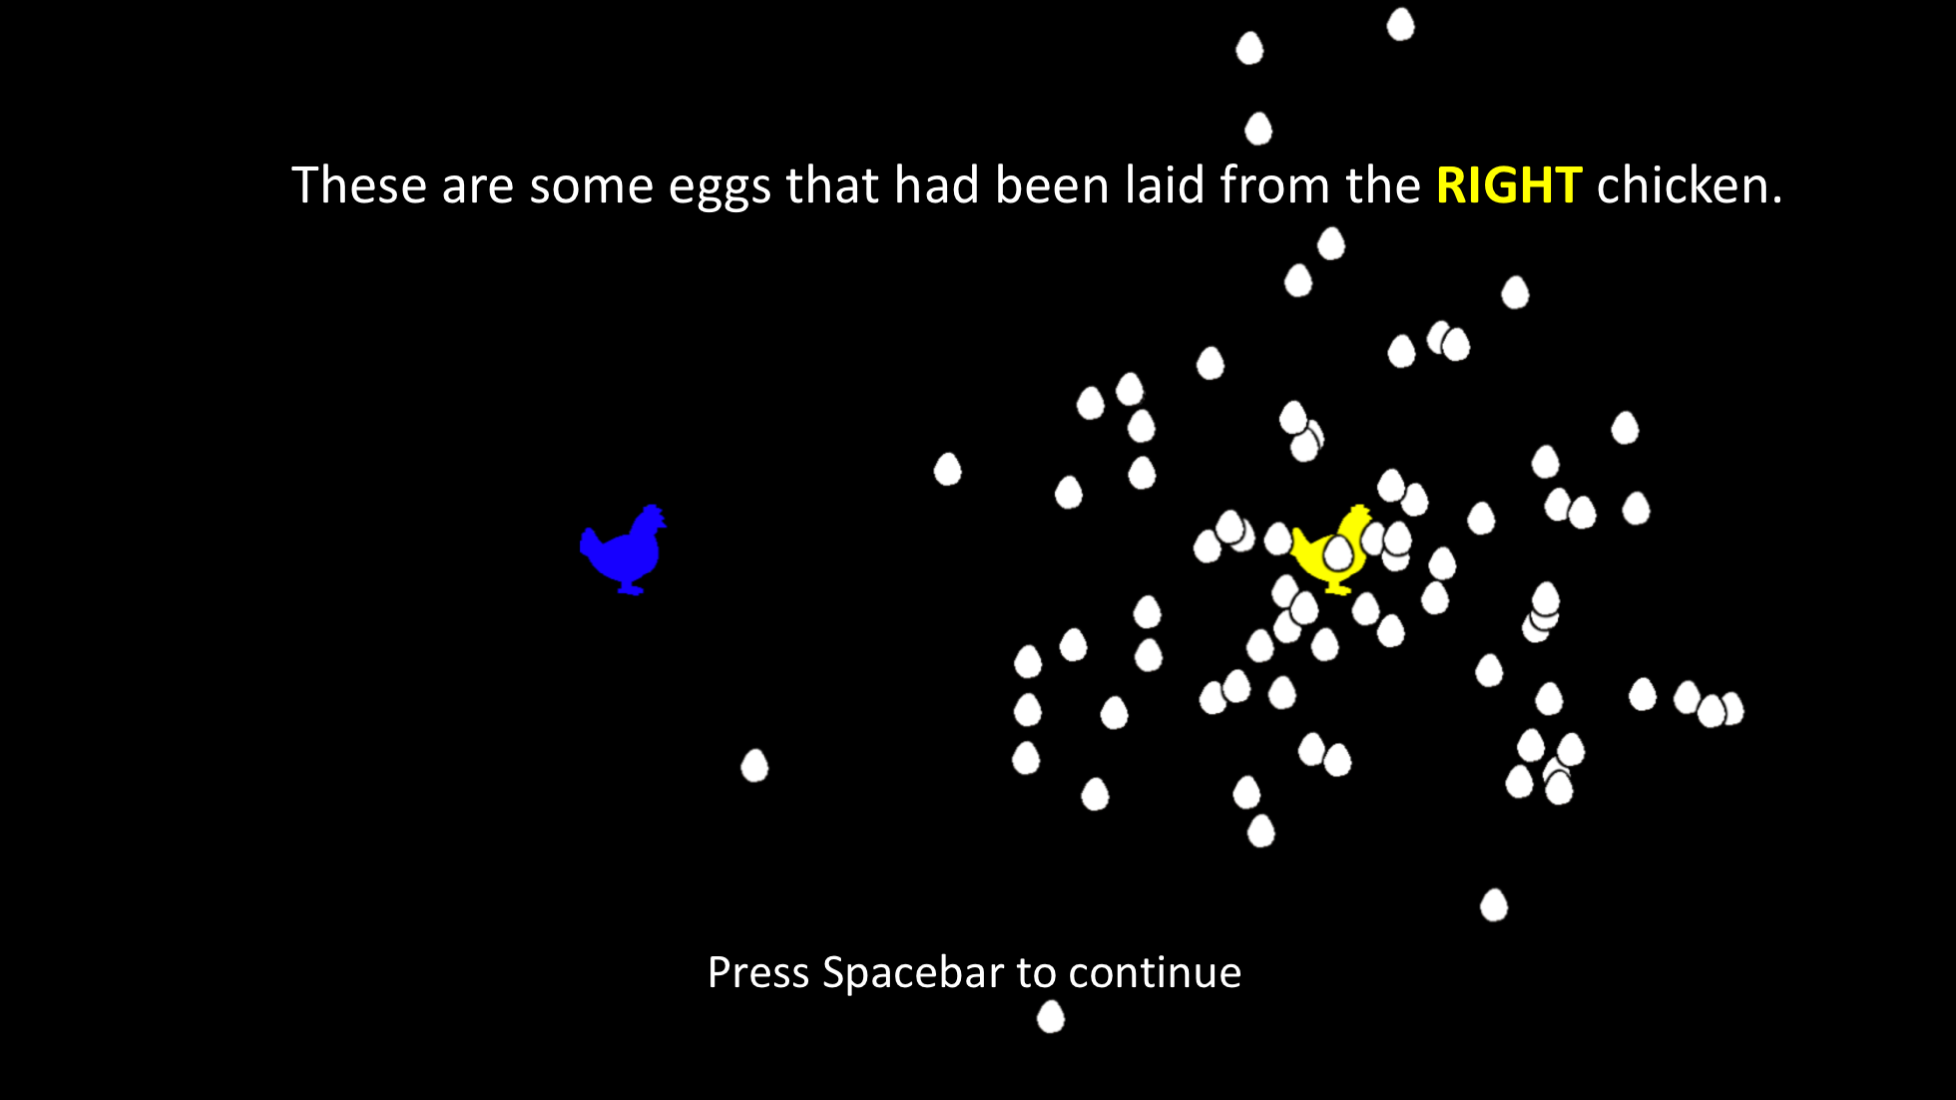 These are some eggs that had been laid from the RIGHT chicken.
Press Spacebar to continue